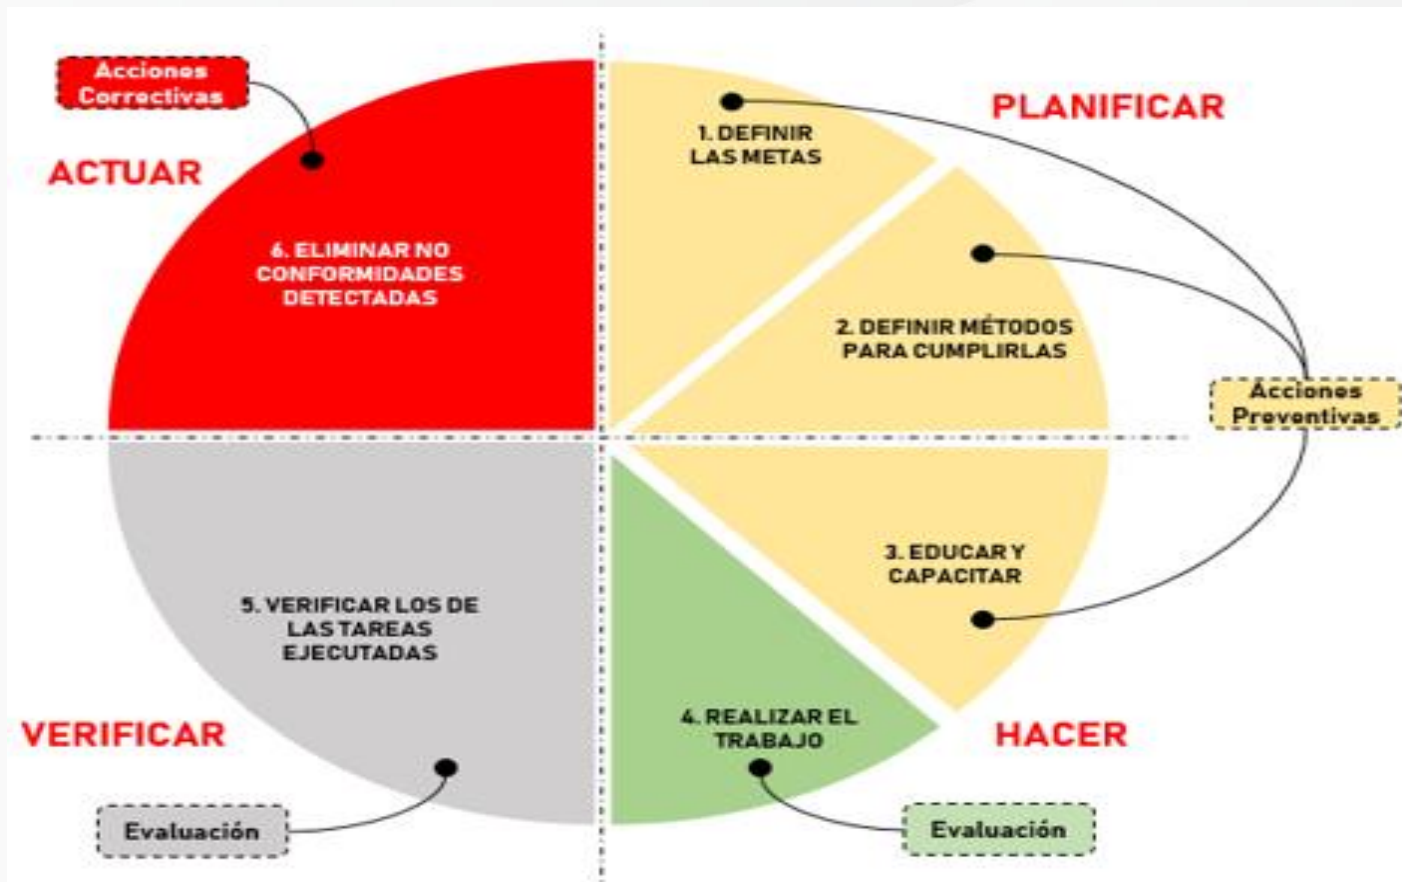 Acciones
Correctivas
ACTUAR
PLANIFICAR
1. DEFINIR
LAS METAS
6. ELIMINAR NO
CONFORMIDADES
DETECTADAS
2. DEFINIR MÉTODOS
PARA CUMPLIRLAS
Acciones
Preventivas
3. EDUCAR Y
CAPACITAR
5. VERIFICAR LOS DE
LAS TAREAS
EJECUTADAS
4. REALIZAR EL
TRABAJO
VERIFICAR
HACER
Evaluación
Evaluación